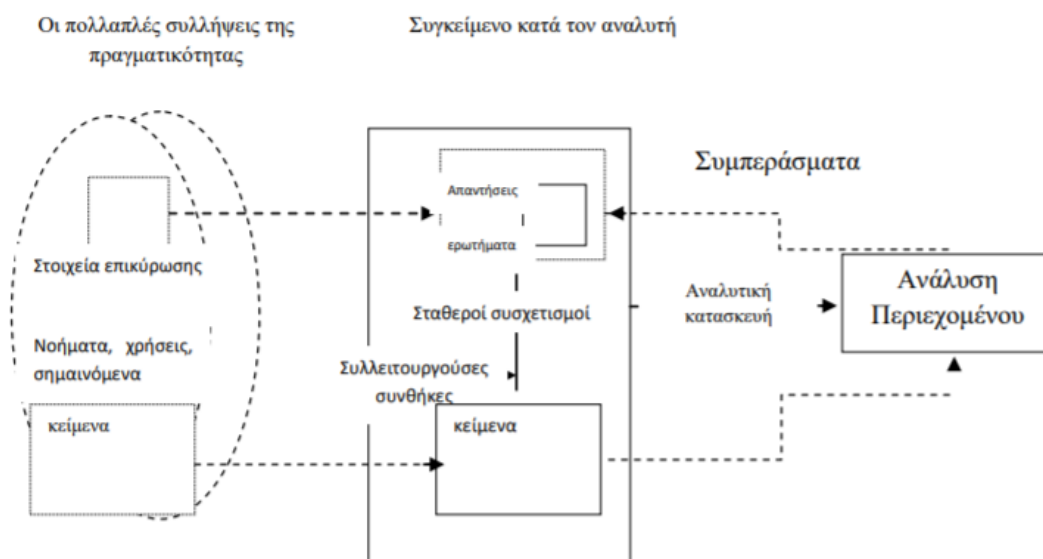 Οι πολλαπλές συλλήψεις της
πραγματικότητας
Συγκείμενο κατά τον αναλυτή
Συμπεράσματα
Απαντήσεις
ερωτήματα
Στοιχεία επικύρωσης
Σταθεροί συσχετισμοί
Αναλυτική
κατασκευή
Ανάλυση
Περιεχομένου
Νοήματα, χρήσεις,
σημαινόμενα
Συλλειτουργούσες
συνθήκες
κείμενα
κείμενα